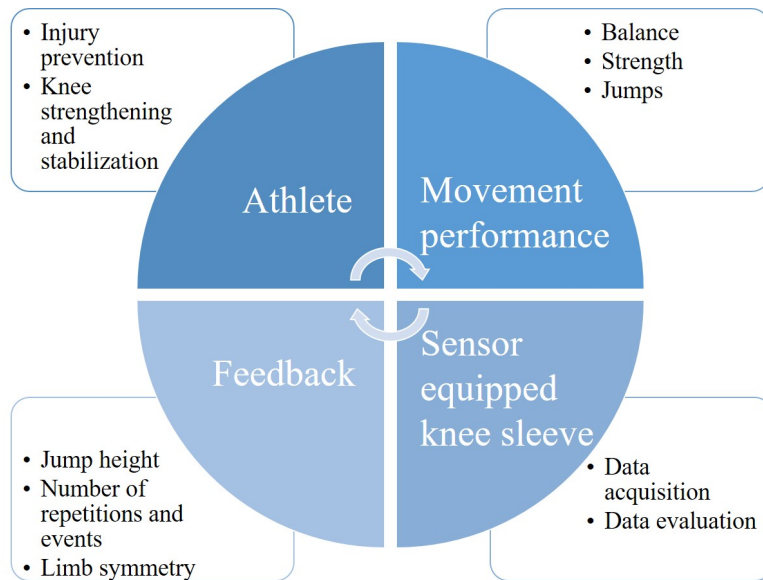 • Injury
prevention
• Knee
strengthening
and
stabilization
• Balance
• Strength
• Jumps
Athlete
Movement
performance
Feedback
Sensor
equipped
knee sleeve
• Jump height
• Number of
repetitions and
events
• Limb symmetry
• Data
acquisition
• Data evaluation